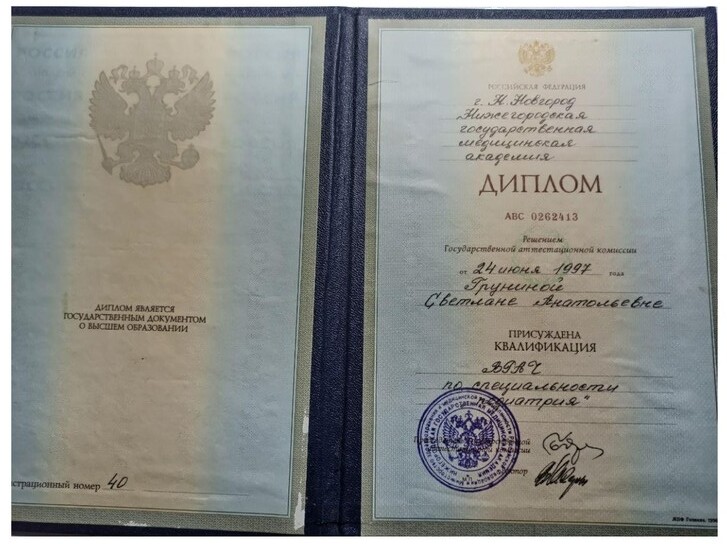 ДИПЛОМ ЯВЛЯЕТСЯ
ГОСУДАРСТВЕННЫМ ДОКУМЕНТОМ
О ВЫСШЕМ ОБРАЗОВАНИИ
истрационный номер 40
РОССИЙСКАЯ ФЕДЕРАЦИЯ
г. Н. Новгород
Нижегородская
государственная
медицинская
академия
ДИПЛОМ
АВС 0262413
Решением
Государственной аттестационной комиссии
от 24 июня 1997 года
Груниной
Светлане Анатольевне
ПРИСУЖДЕНА
КВАЛИФИКАЦИЯ
ВРАЧ
по специальности